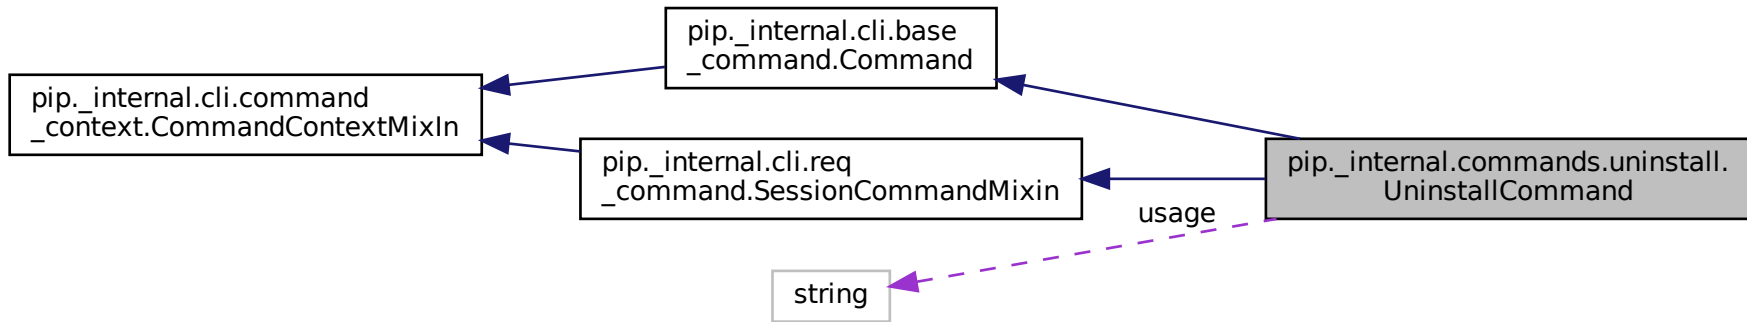 pip._internal.cli.base
_command.Command
pip._internal.cli.command
_context.CommandContextMixIn
pip._internal.cli.req
_command.SessionCommandMixin
pip._internal.commands.uninstall.
UninstallCommand
usage
string